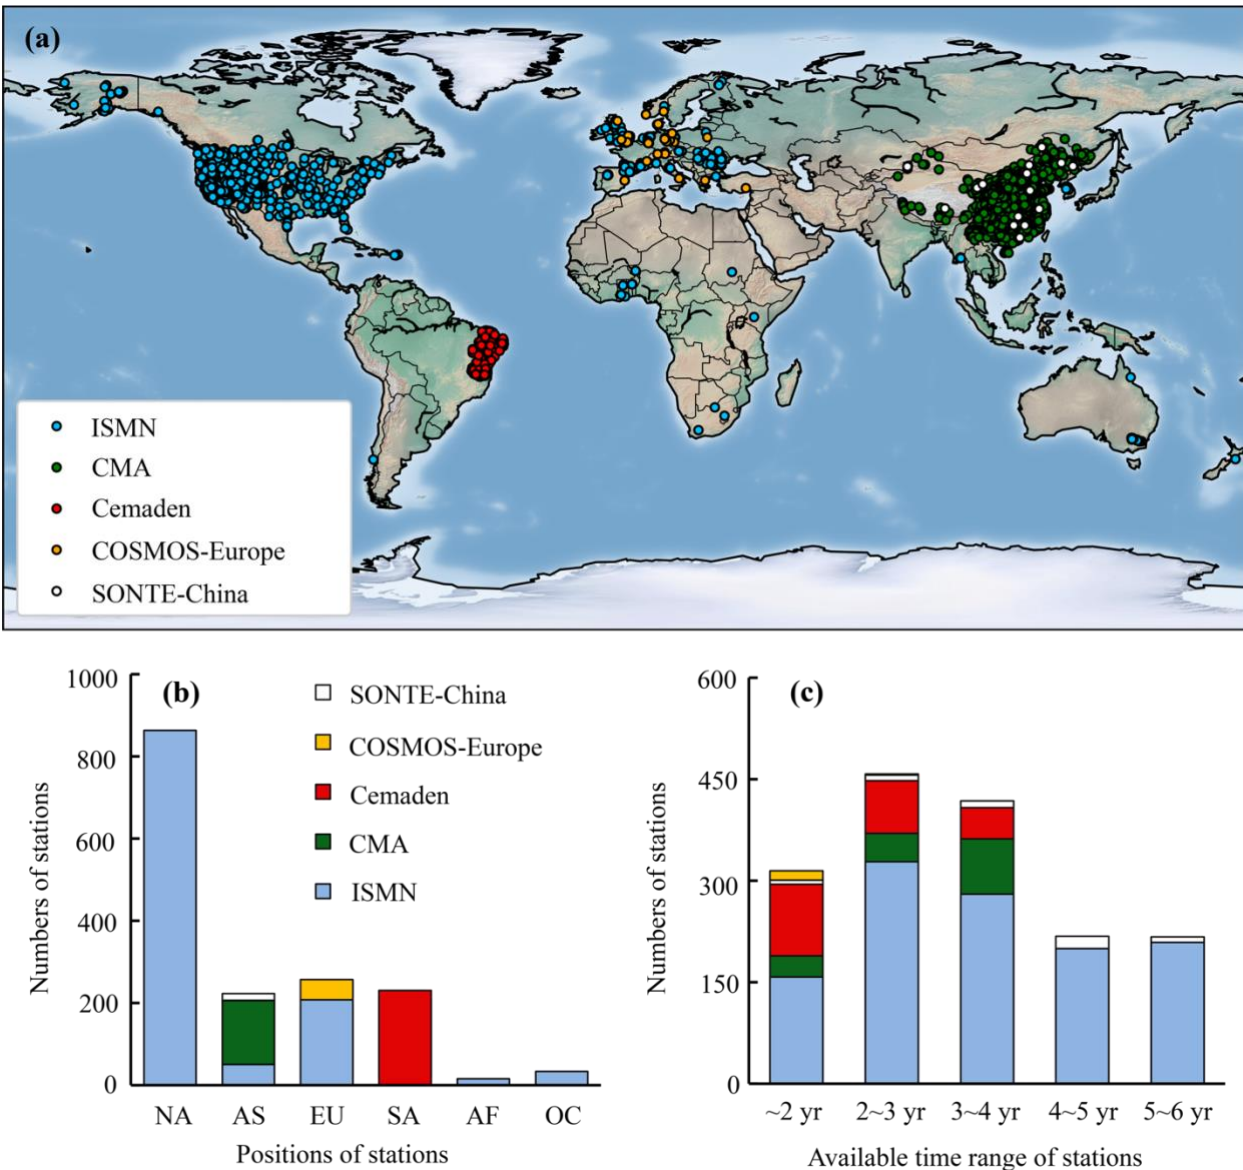 (a)
ISMN
CMA
Cemaden
COSMOS-Europe
SONTE-China
(b)
1000
800
600
400
200
0
Numbers of stations
SONTE-China
COSMOS-Europe
Cemaden
CMA
ISMN
NA AS EU SA AF OC
Positions of stations
(c)
600
450
300
150
0
Numbers of stations
~2 yr 2~3 yr 3~4 yr 4~5 yr 5~6 yr
Available time range of stations